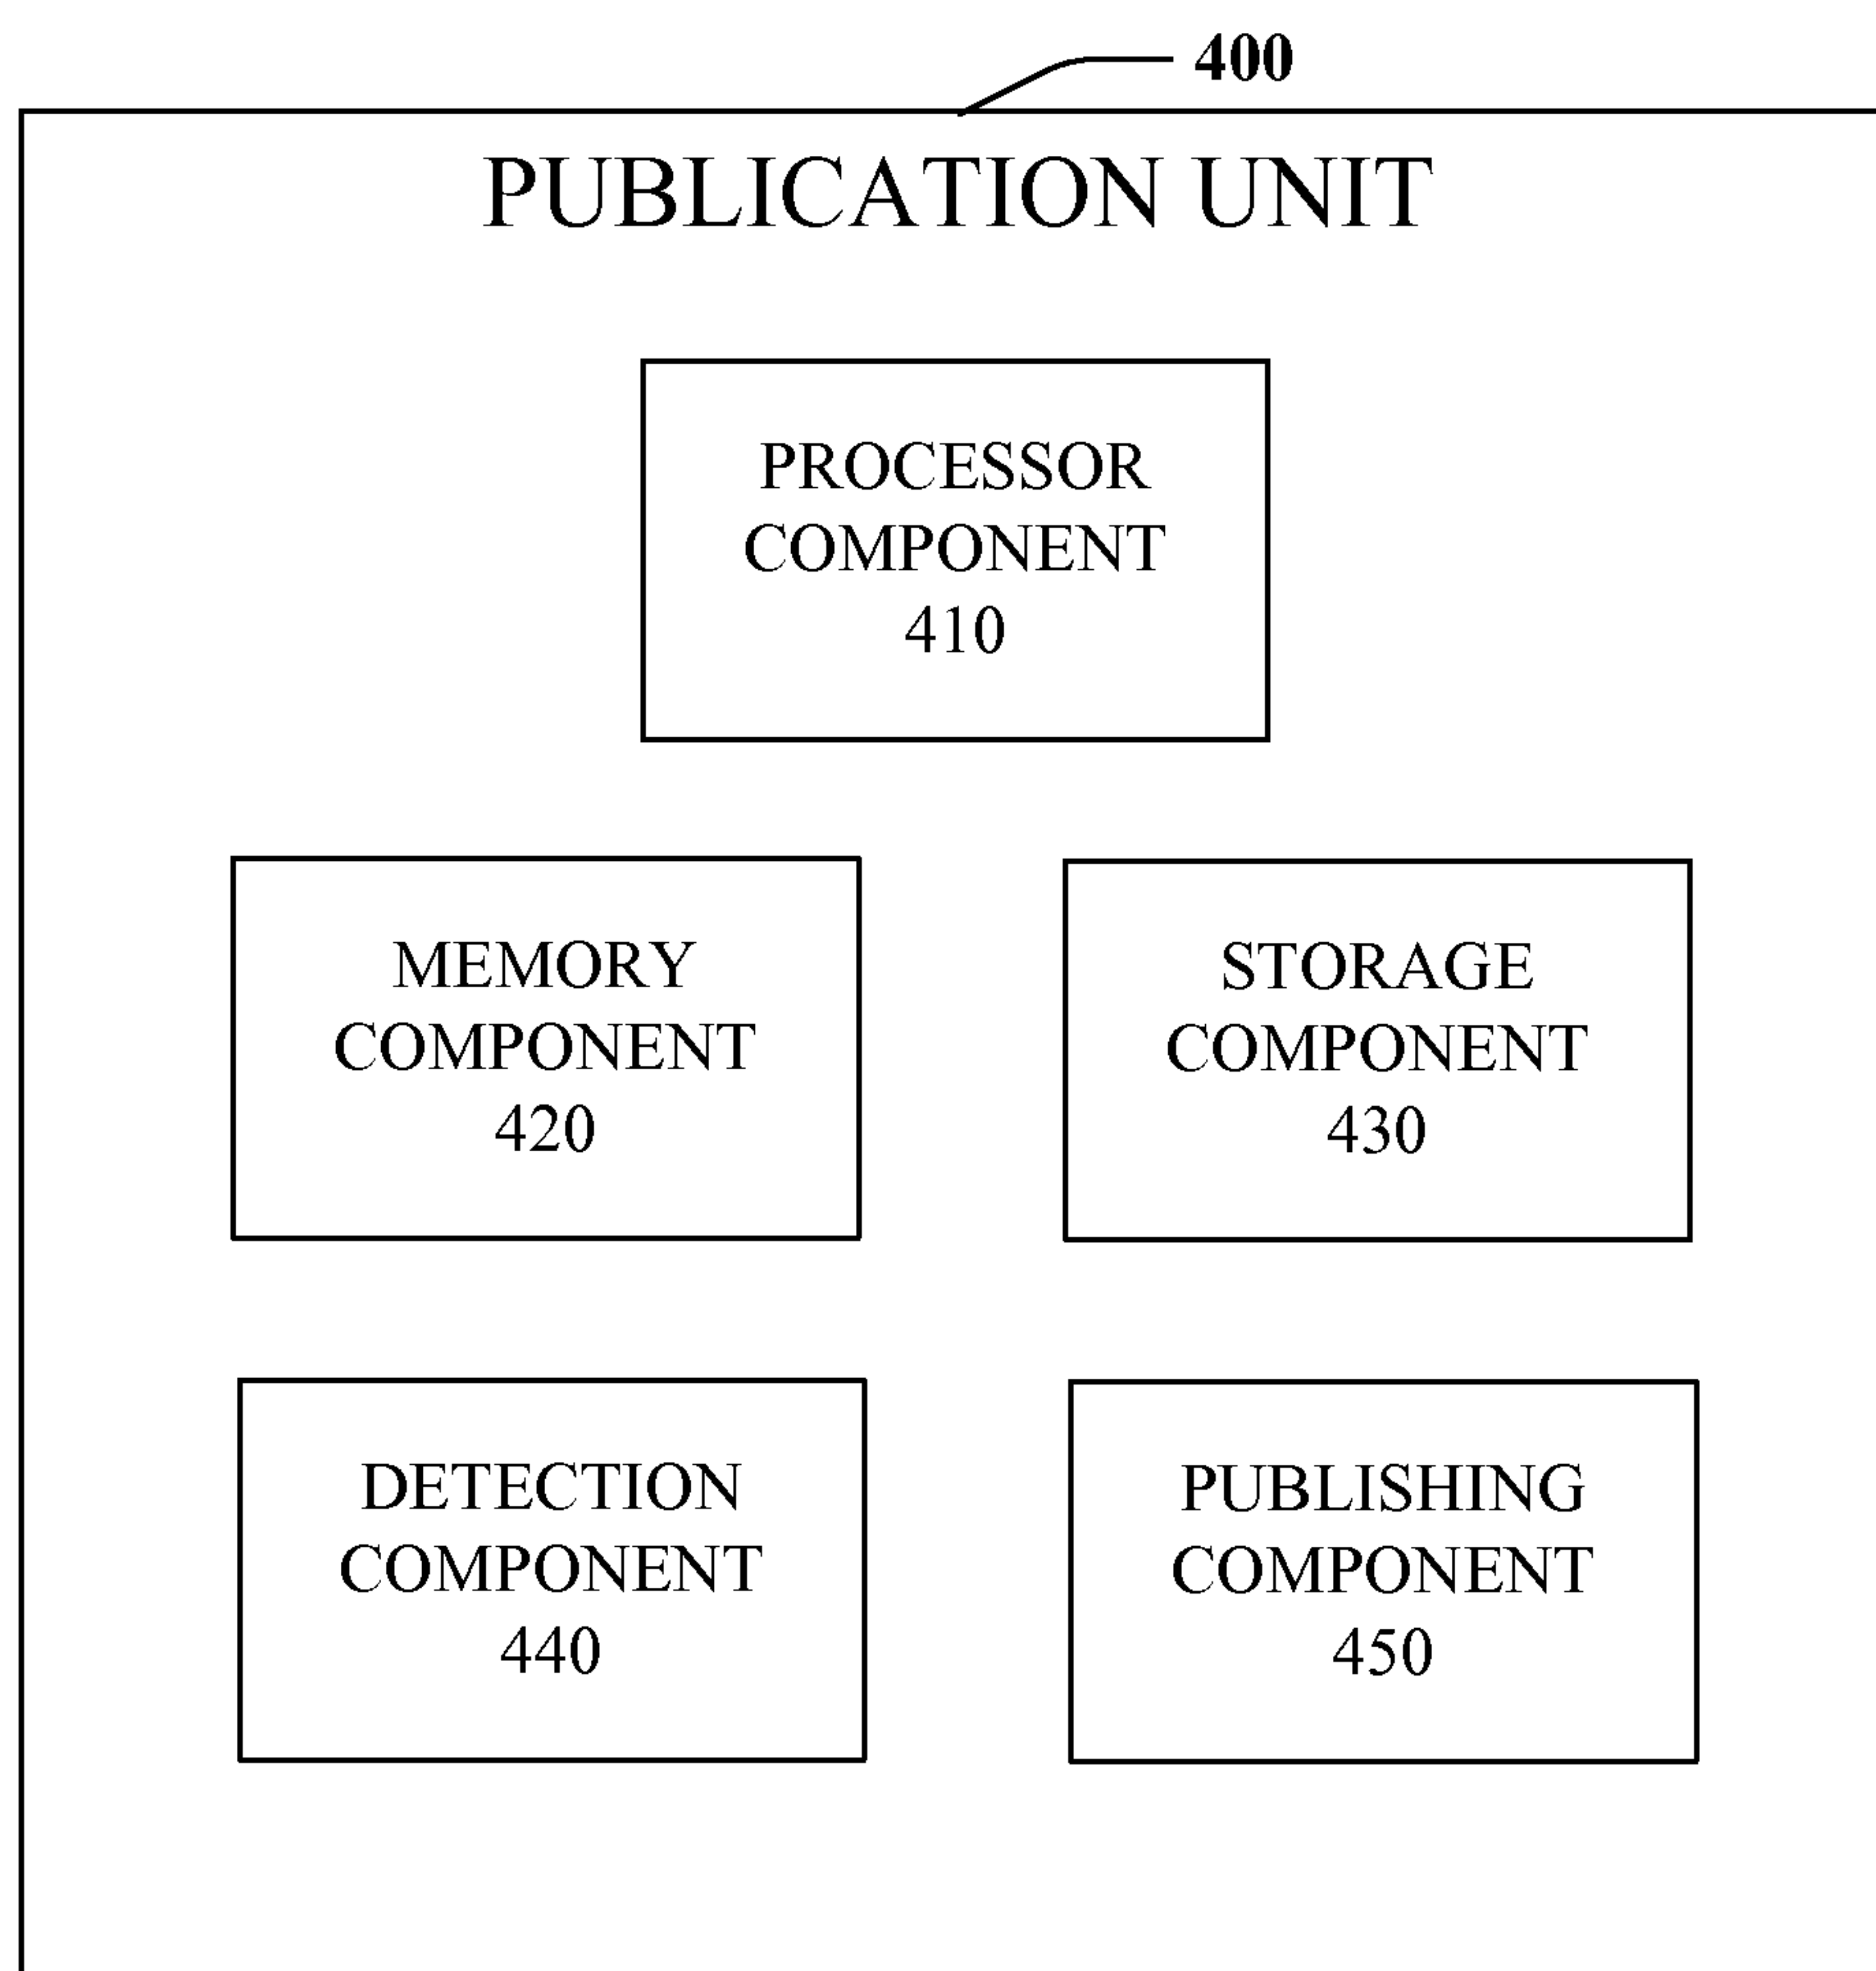 400
PUBLICATION UNIT
PROCESSOR
COMPONENT
410
MEMORY
COMPONENT
420
STORAGE
COMPONENT
430
DETECTION
COMPONENT
440
PUBLISHING
COMPONENT
450